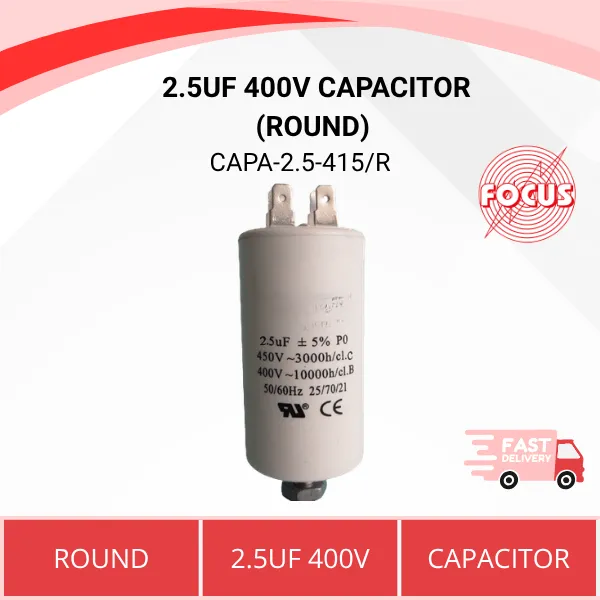 2.5UF 400V CAPACITOR
(ROUND)
CAPA-2.5-415/R
FOCUS
2.5uF ± 5% P0
450V ~3000h/cl.C
400V ~10000h/cl.B
50/60Hz 25/70/21
CE
FAST
DELIVERY
ROUND
2.5UF 400V
CAPACITOR